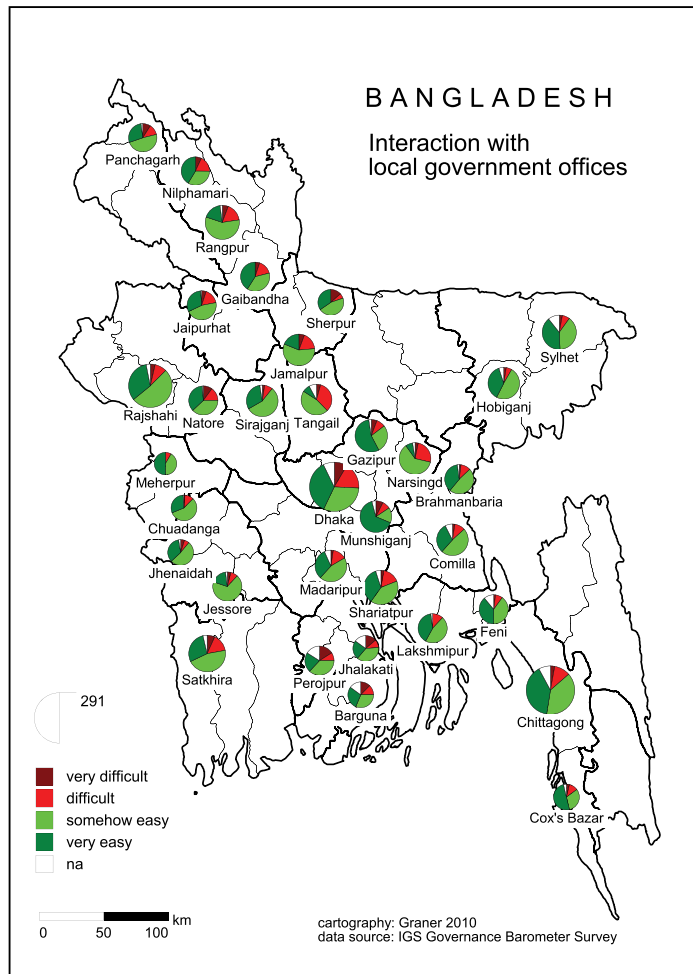 BANGLADESH
Interaction with
local government offices
Panchagarh
Nilphamari
Rangpur
Gaibandha
Jaipurhat
Sherpur
Sylhet
Jamalpur
Hobiganj
Rajshahi
Natore
Sirajganj
Tangail
Gazipur
Narsingd
Meherpur
Brahmanbaria
Dhaka
Chuadanga
Munshiganj
Jhenaidah
Comilla
Jessore
Madaripur
Shariatpur
Feni
Lakshmipur
Satkhira
Jhalakati
Perojpur
Barguna
Chittagong
Cox's Bazar
291
very difficult
difficult
somehow easy
very easy
na
km
0 50 100
cartography: Graner 2010
data source: IGS Governance Barometer Survey